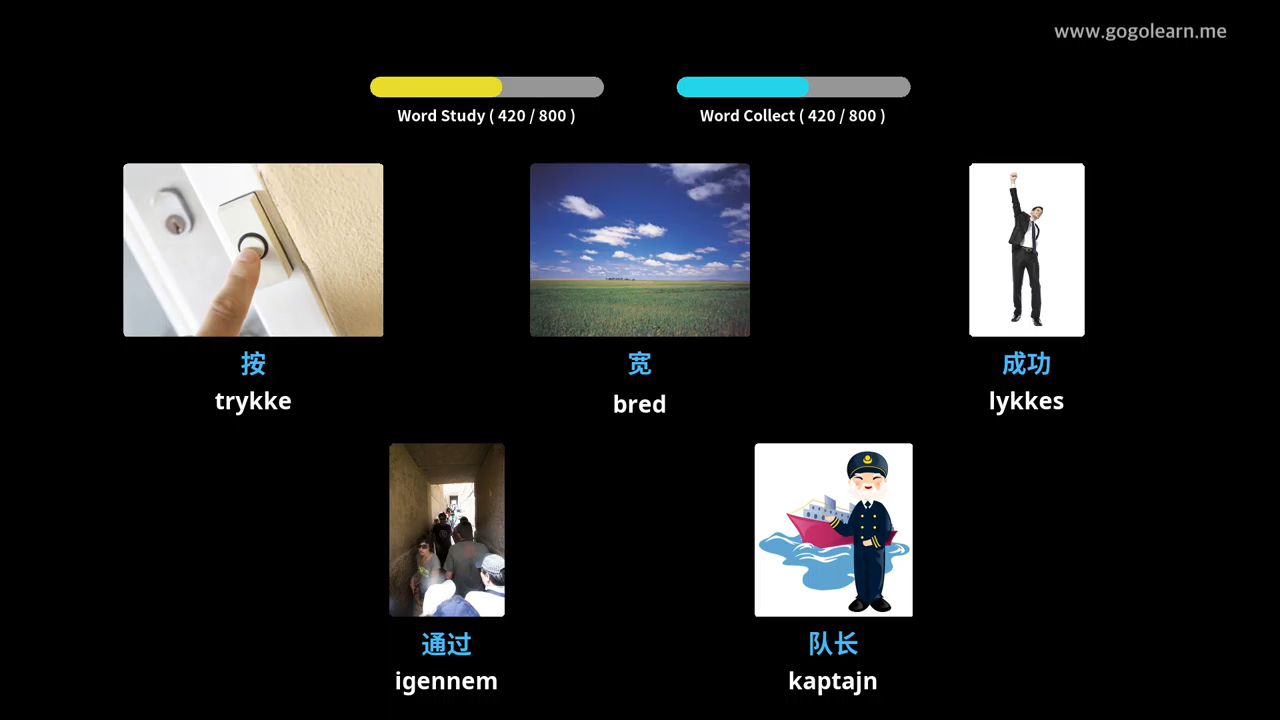 www.gogolearn.me
Word Study ( 420 / 800 )
Word Collect ( 420 / 800 )
按
trykke
宽
bred
成功
lykkes
通过
igennem
队长
kaptajn